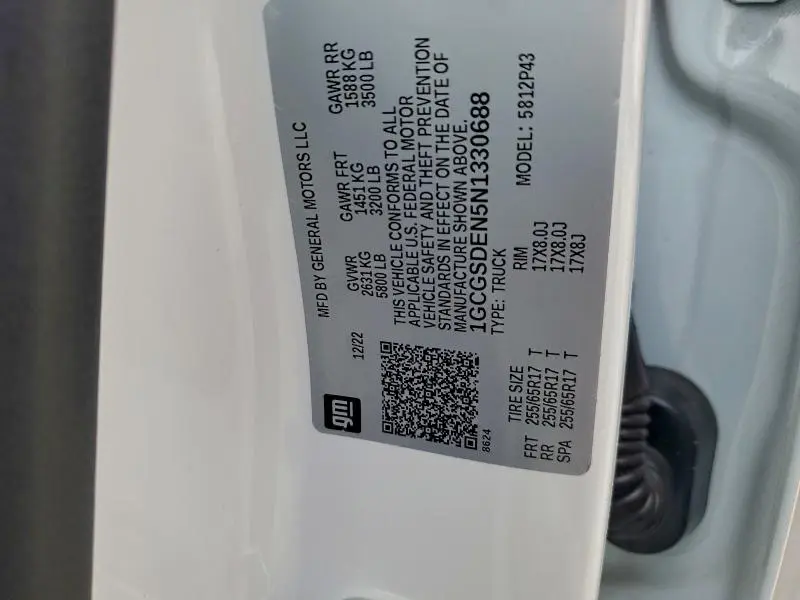 gm
12/22
MFD BY GENERAL MOTORS LLC
GVWR GAWR FRT GAWR RR
2631 KG 1451 KG 1588 KG
5800 LB 3200 LB 3500 LB
THIS VEHICLE CONFORMS TO ALL
APPLICABLE U.S. FEDERAL MOTOR
VEHICLE SAFETY AND THEFT PREVENTION
STANDARDS IN EFFECT ON THE DATE OF
MANUFACTURE SHOWN ABOVE.
1GCGSDEN5N1330688
8624
TYPE: TRUCK MODEL: 5812P43
TIRE SIZE RIM
FRT 255/65R17 T 17X8.0J
RR 255/65R17 T 17X8.0J
SPA 255/65R17 T 17X8J